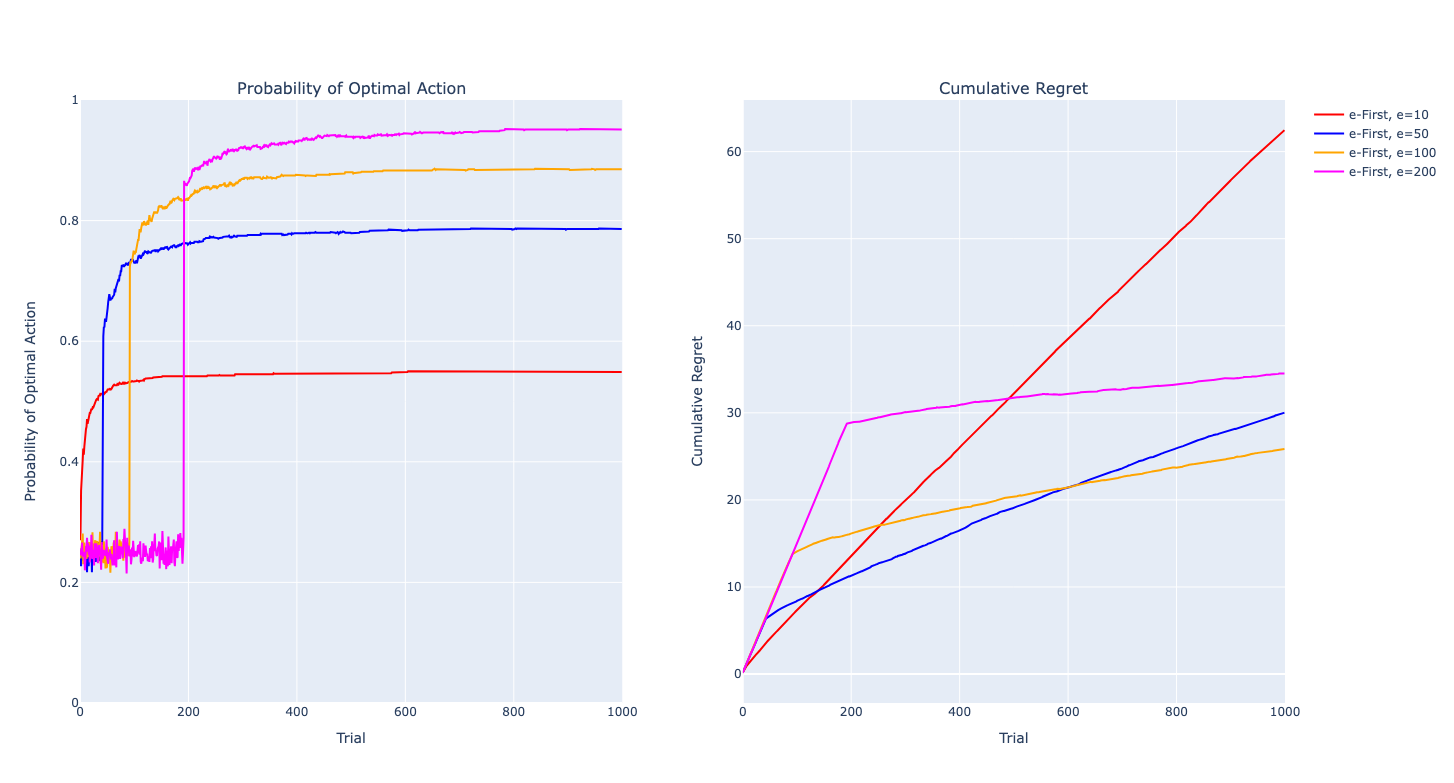 Probability of Optimal Action
Cumulative Regret
1
0.8
0.6
0.4
0.2
0
Probability of Optimal Action
0
200
400
600
800
1000
Trial
60
50
40
30
20
10
0
Cumulative Regret
0
200
400
600
800
1000
Trial
e-First, e=10
e-First, e=50
e-First, e=100
e-First, e=200